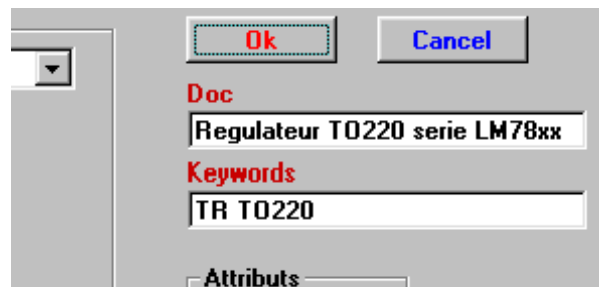 Ok Cancel
Doc
Regulateur TO220 serie LM78xx
Keywords
TR TO220
Attributs